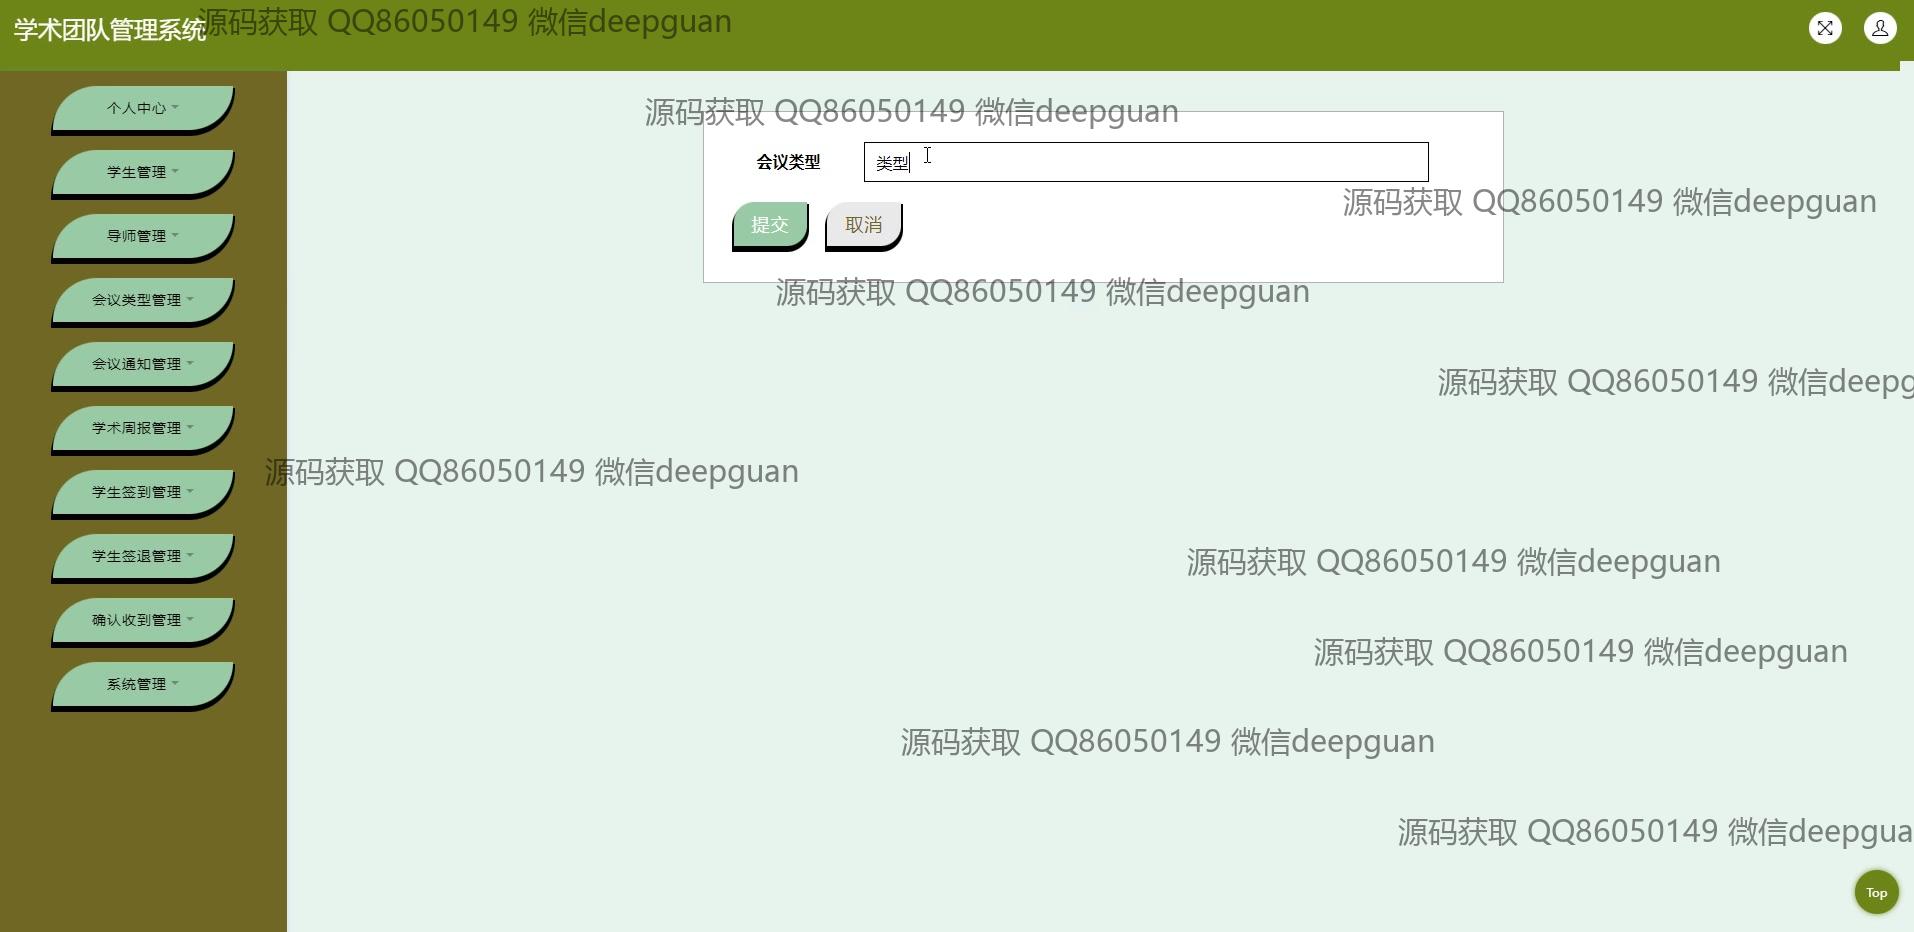 学术团队管理系统
源码获取 QQ86050149 微信deepguan
个人中心
源码获取 QQ86050149 微信deepguan
会议类型
类型
学生管理
源码获取 QQ86050149 微信deepguan
提交
取消
导师管理
会议类型管理
源码获取 QQ86050149 微信deepguan
会议通知管理
源码获取 QQ86050149 微信deepg
学术周报管理
源码获取 QQ86050149 微信deepguan
学生签到管理
学生签退管理
源码获取 QQ86050149 微信deepguan
确认收到管理
源码获取 QQ86050149 微信deepguan
系统管理
源码获取 QQ86050149 微信deepguan
源码获取 QQ86050149 微信deepgua
Top